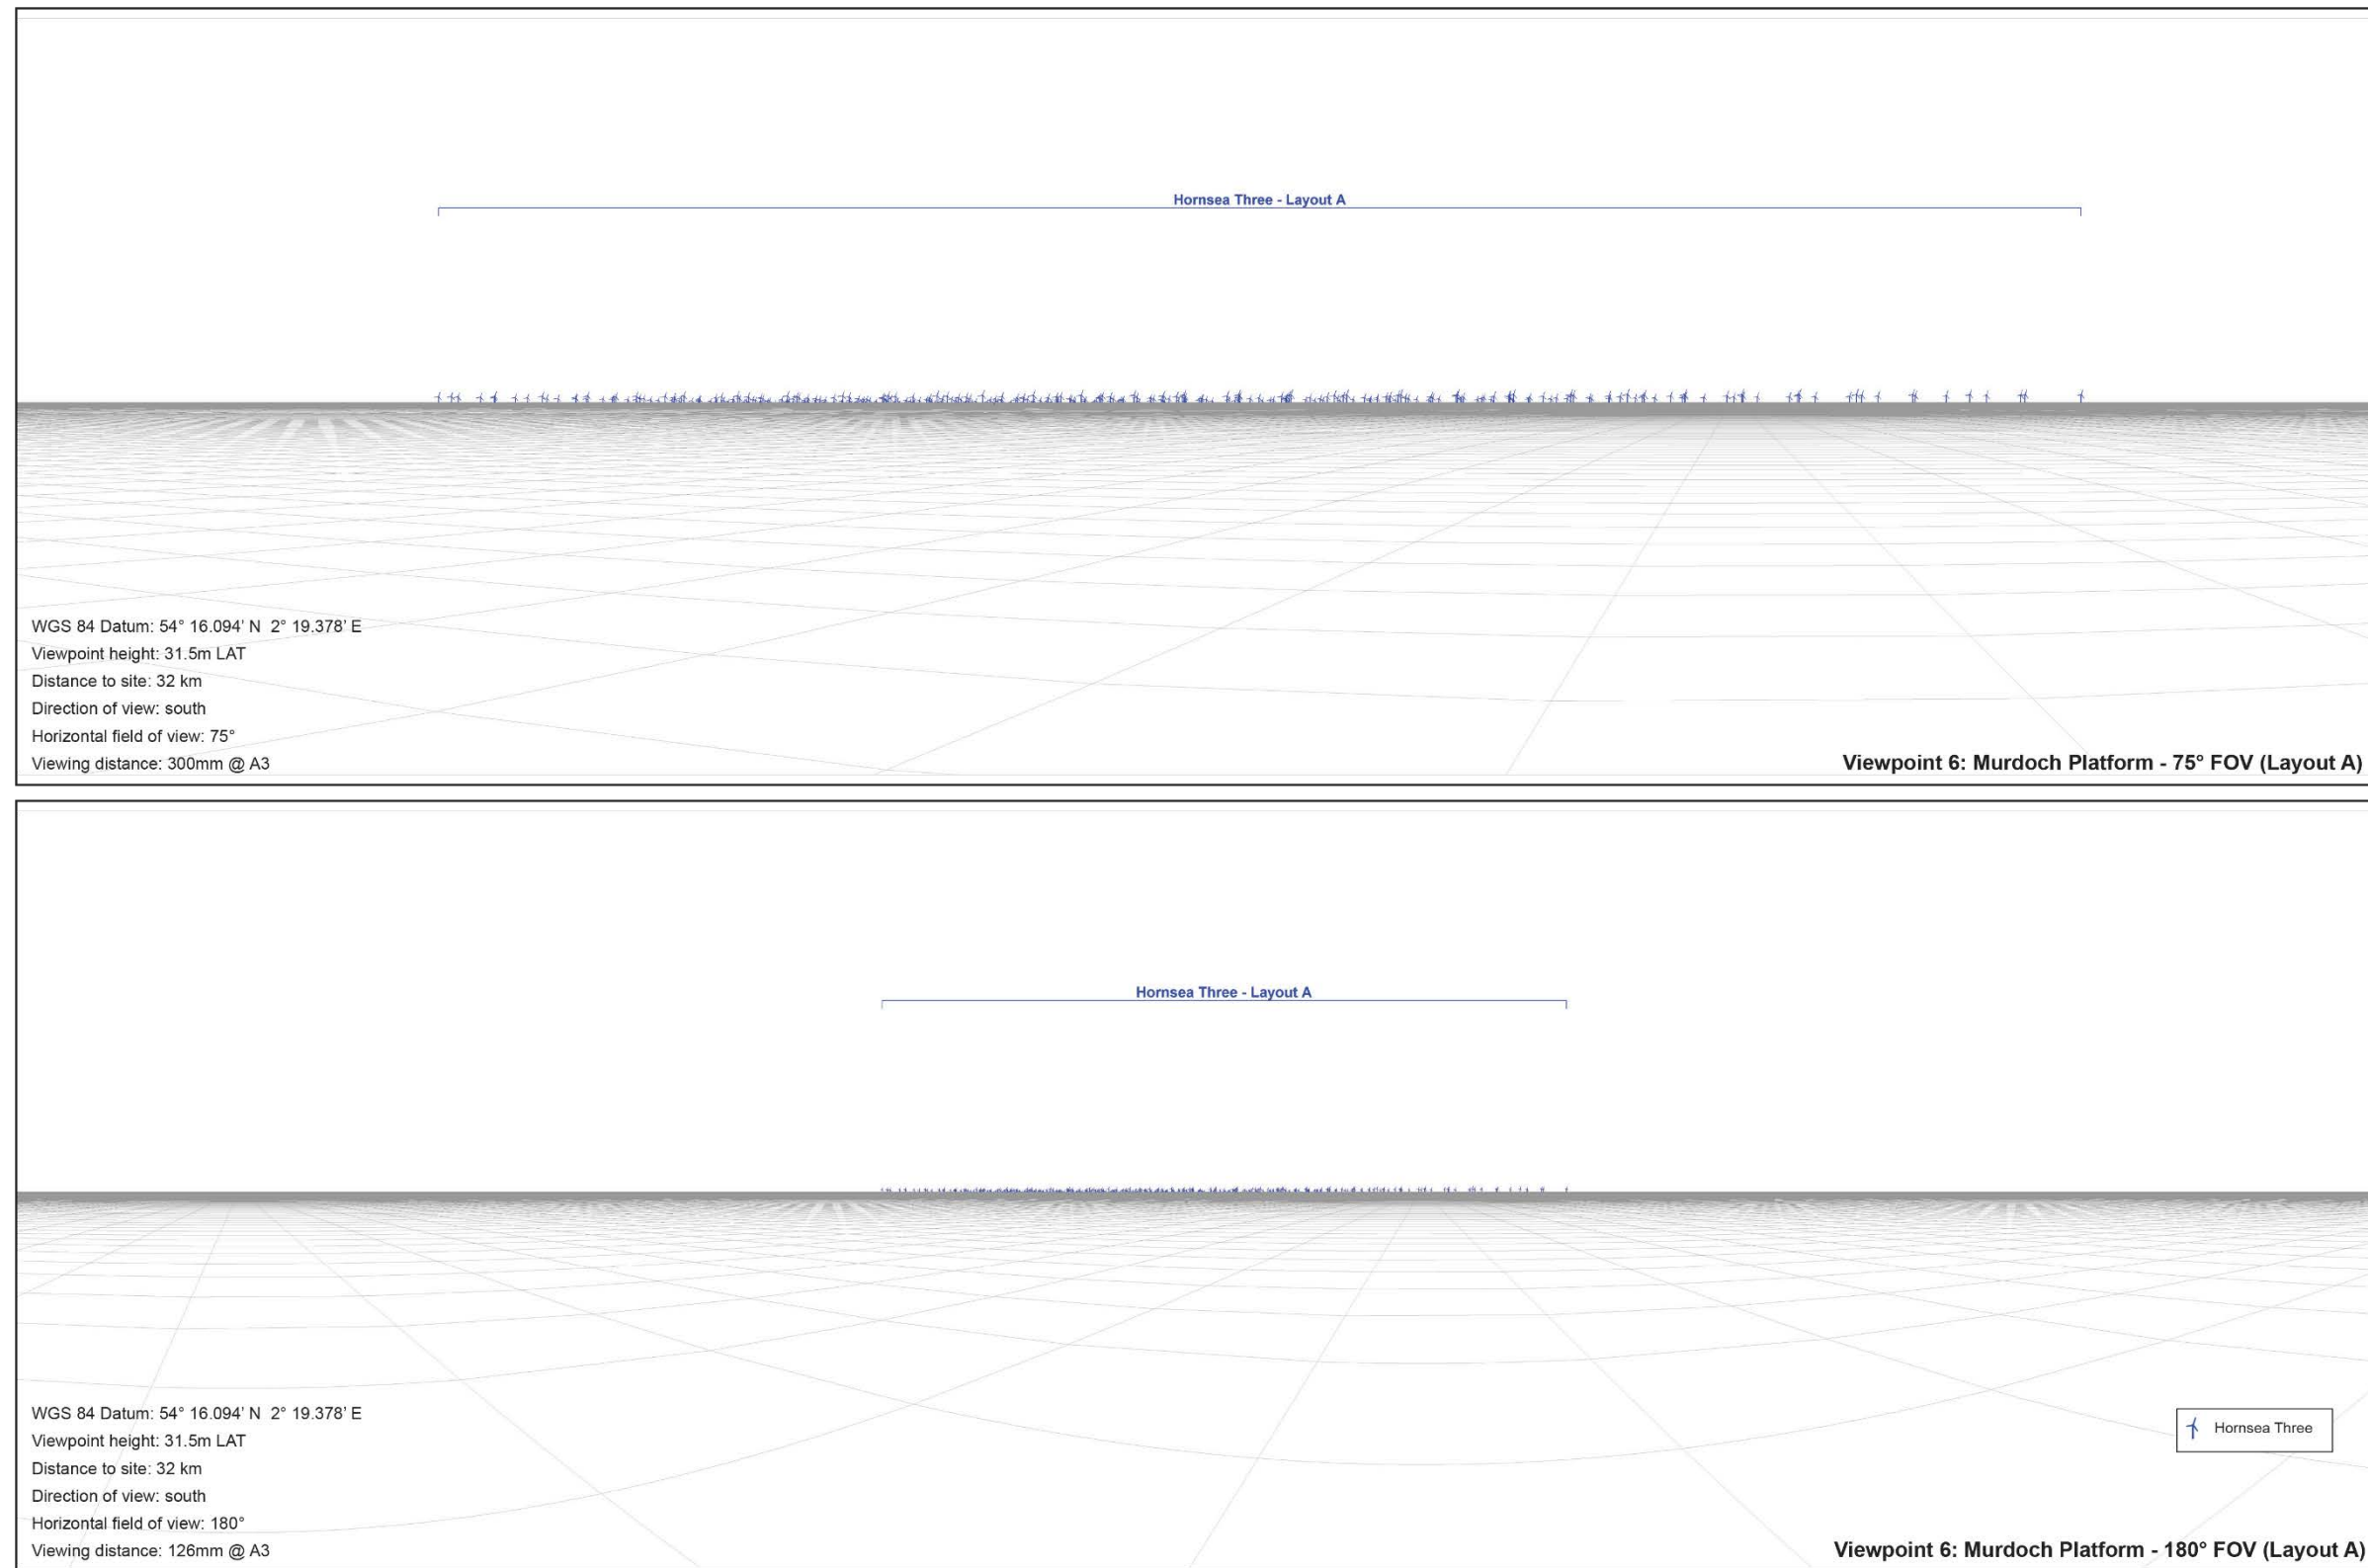 Hornsea Three - Layout A
WGS 84 Datum: 54° 16.094’ N  2° 19.378’ E
Viewpoint height: 31.5m LAT
Distance to site: 32 km
Direction of view: south
Horizontal field of view: 75°
Viewing distance: 300mm @ A3
Viewpoint 6: Murdoch Platform - 75° FOV (Layout A)
Hornsea Three - Layout A
WGS 84 Datum: 54° 16.094’ N  2° 19.378’ E
Viewpoint height: 31.5m LAT
Distance to site: 32 km
Direction of view: south
Horizontal field of view: 180°
Viewing distance: 126mm @ A3
Hornsea Three
Viewpoint 6: Murdoch Platform - 180° FOV (Layout A)